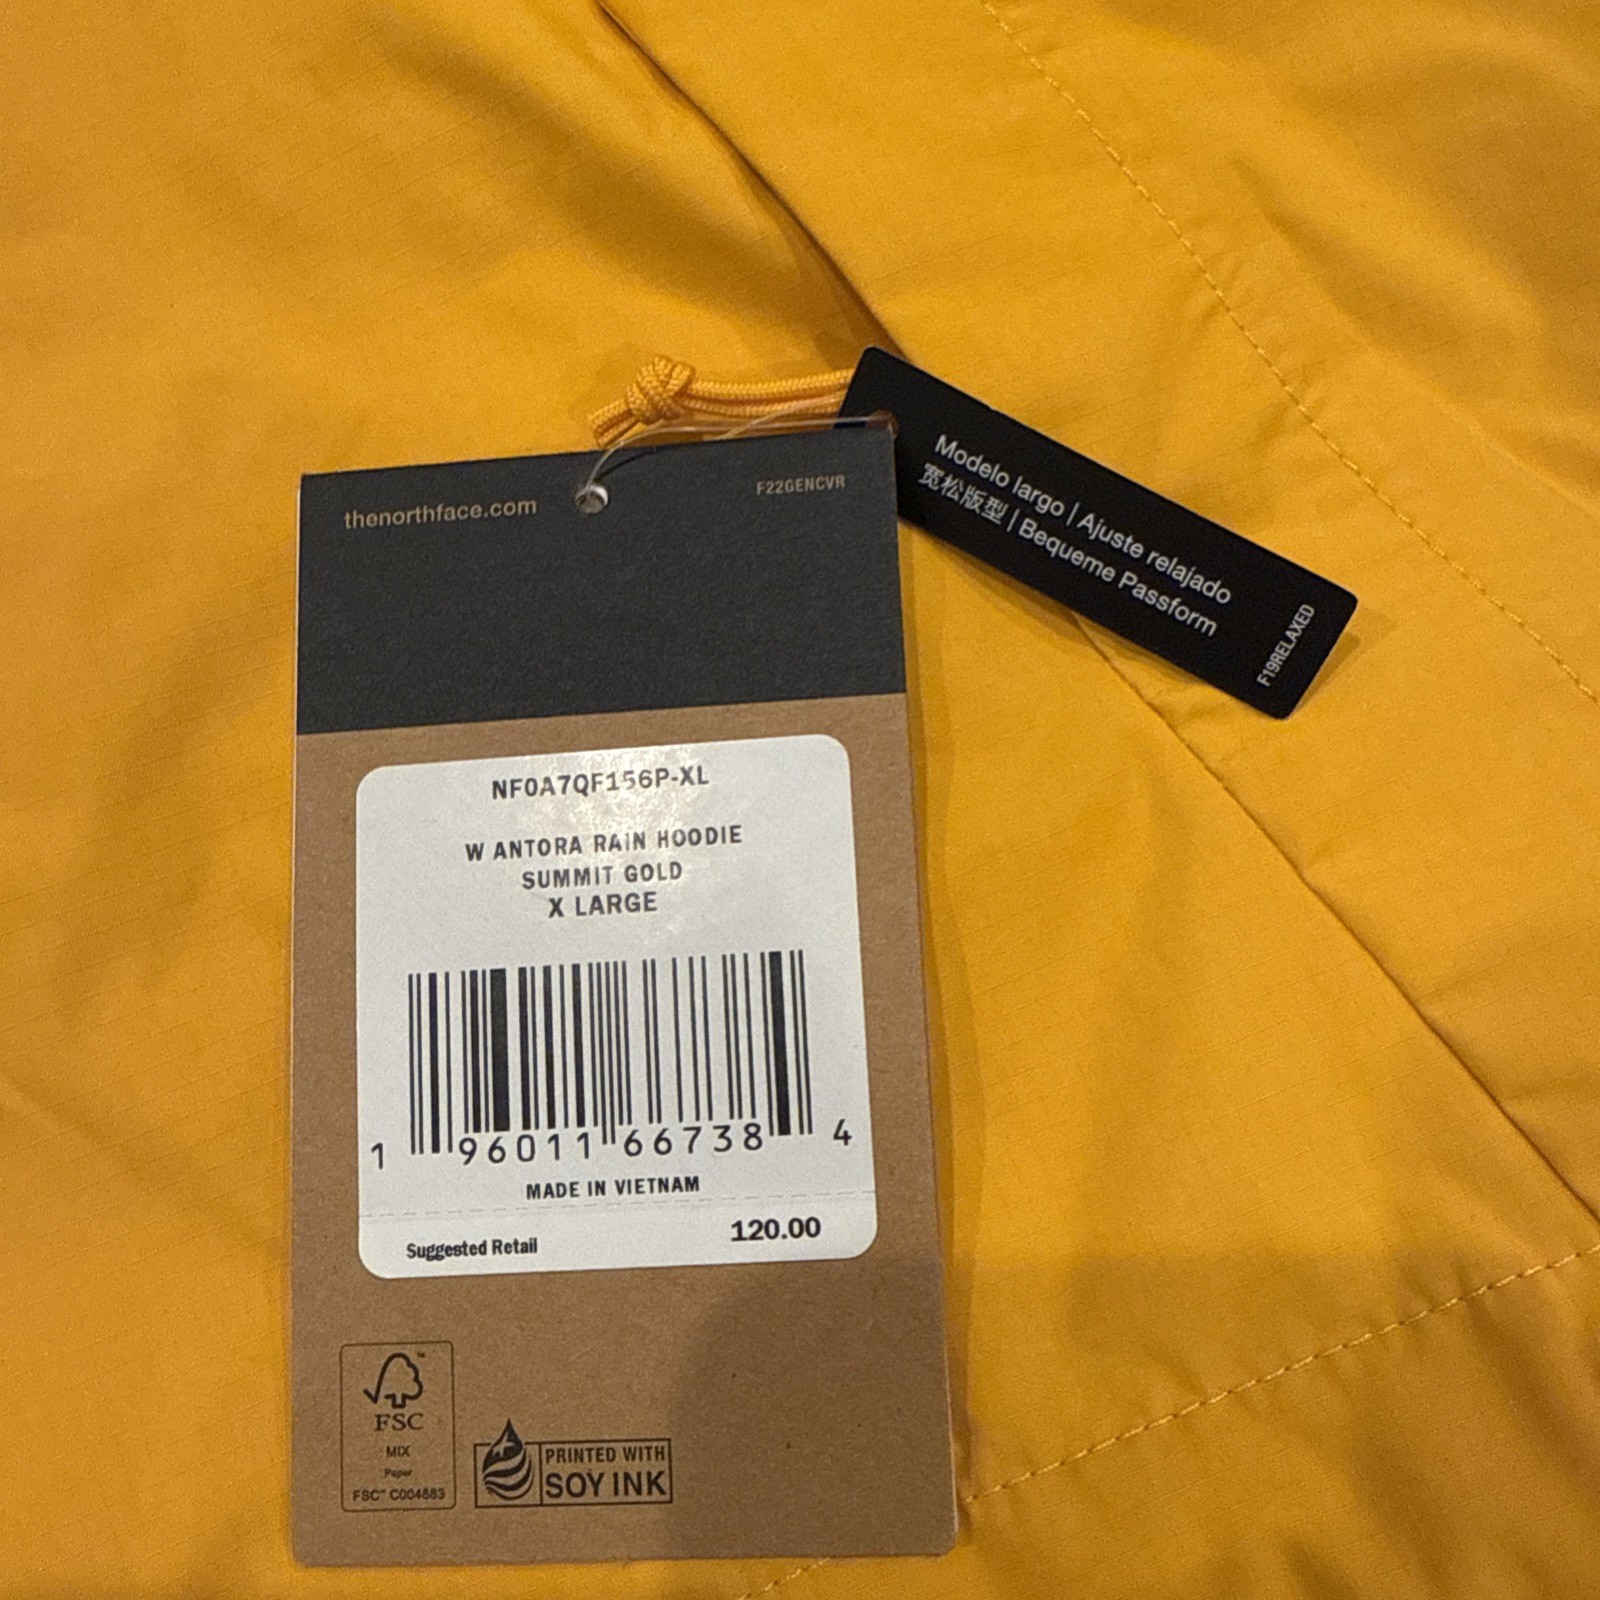 thenorthface.com
F22GENCVR
Modelo largo | Ajuste relajado
宽松版型 | Bequeme Passform
F19RELAXED
NF0A7QF156P-XL
W ANTORA RAIN HOODIE
SUMMIT GOLD
X LARGE
1 96011 66738 4
MADE IN VIETNAM
Suggested Retail 120.00
FSC
MIX
Paper
FSC™ C004883
PRINTED WITH
SOY INK